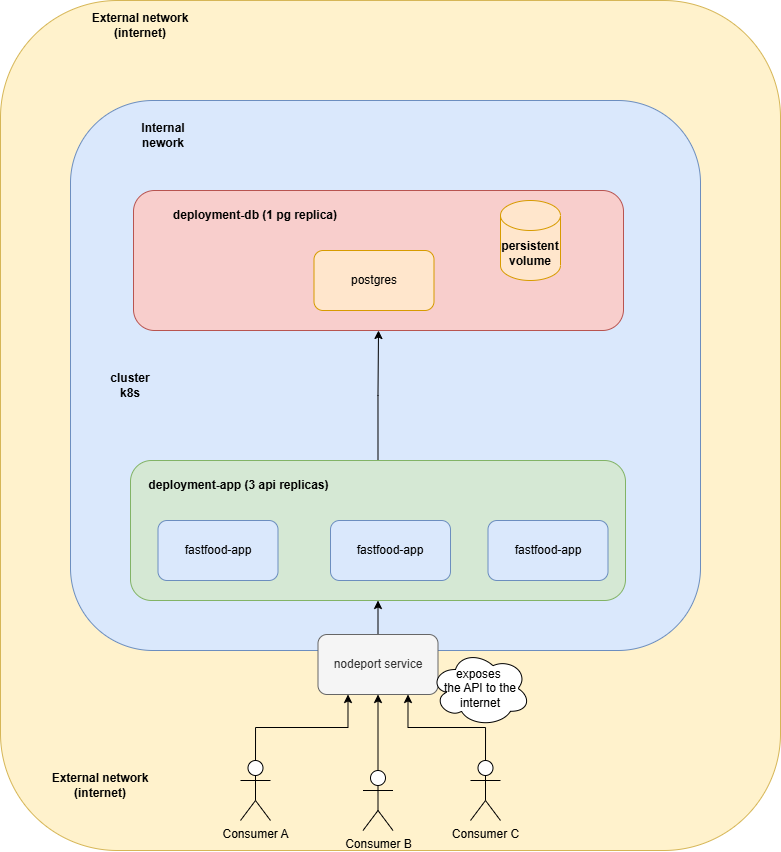 External network
(internet)
Internal
nework
deployment-db (1 pg replica)
persistent
volume
postgres
cluster
k8s
deployment-app (3 api replicas)
fastfood-app
fastfood-app
fastfood-app
nodeport service
exposes
the API to the
internet
External network
(internet)
Consumer A
Consumer B
Consumer C